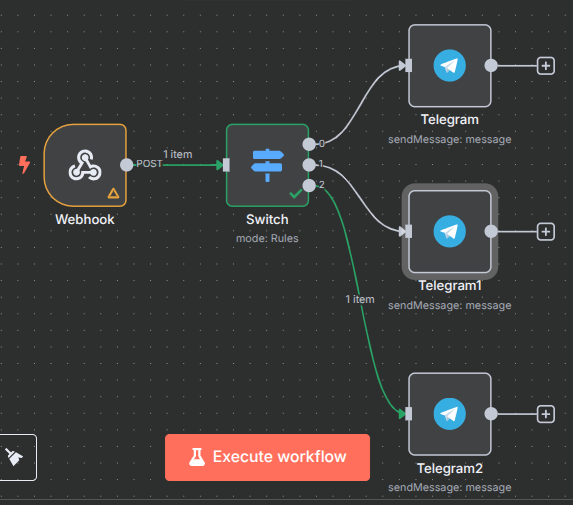 Telegram
sendMessage: message
POST
1 item
0
1
2
Webhook
Switch
mode: Rules
Telegram1
sendMessage: message
1 item
Execute workflow
Telegram2
sendMessage: message